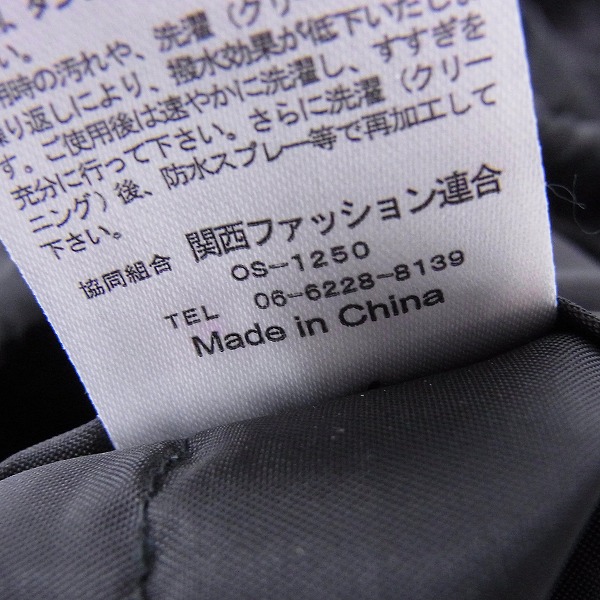 い。
用時の汚れや、洗濯(クリー
り返しにより、撥水効果が低下いたしま
す。ご使用後は速やかに洗濯し、すすぎを
充分に行って下さい。さらに洗濯(クリー
ニング)後、防水スプレー等で再加工して
下さい。
協同組合 関西ファッション連合
OS-1250
TEL 06-6228-8139
Made in China